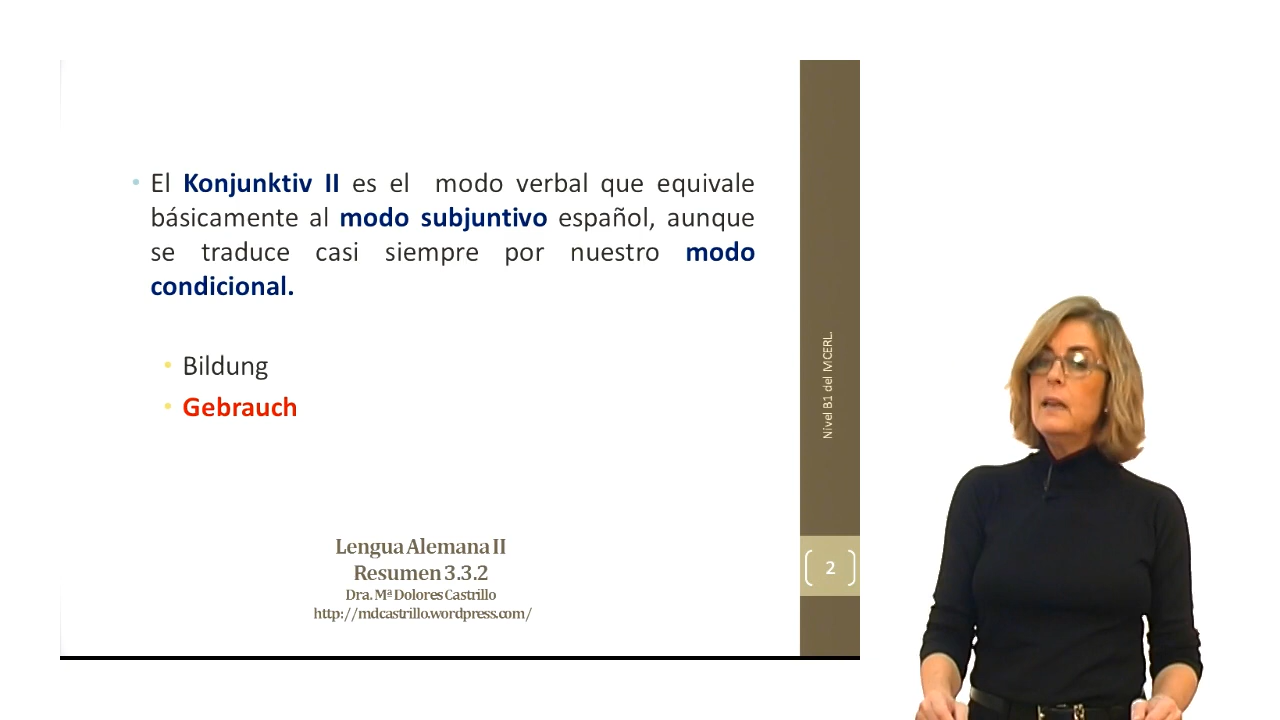 • El Konjunktiv II es el modo verbal que equivale
básicamente al modo subjuntivo español, aunque
se traduce casi siempre por nuestro modo
condicional.
• Bildung
• Gebrauch
Lengua Alemana II
Resumen 3.3.2
Dra. Mª Dolores Castrillo
http://mdcastrillo.wordpress.com/
Nivel B1 del MCERL.
2